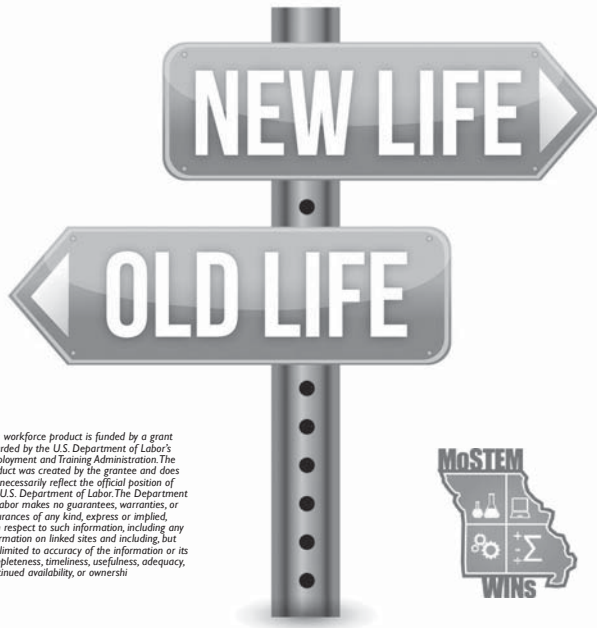 NEW LIFE
OLD LIFE
workforce product is funded by a grant
by the U.S. Department of Labor's
and Training Administration. The
was created by the grantee and does
necessarily reflect the official position of
U.S. Department of Labor. The Department
makes no guarantees, warranties, or
of any kind, express or implied,
respect to such information, including any
on linked sites and including, but
limited to accuracy of the information or its
timeliness, usefulness, adequacy,
availability, or ownershi
MoSTEM
Σ
WINs